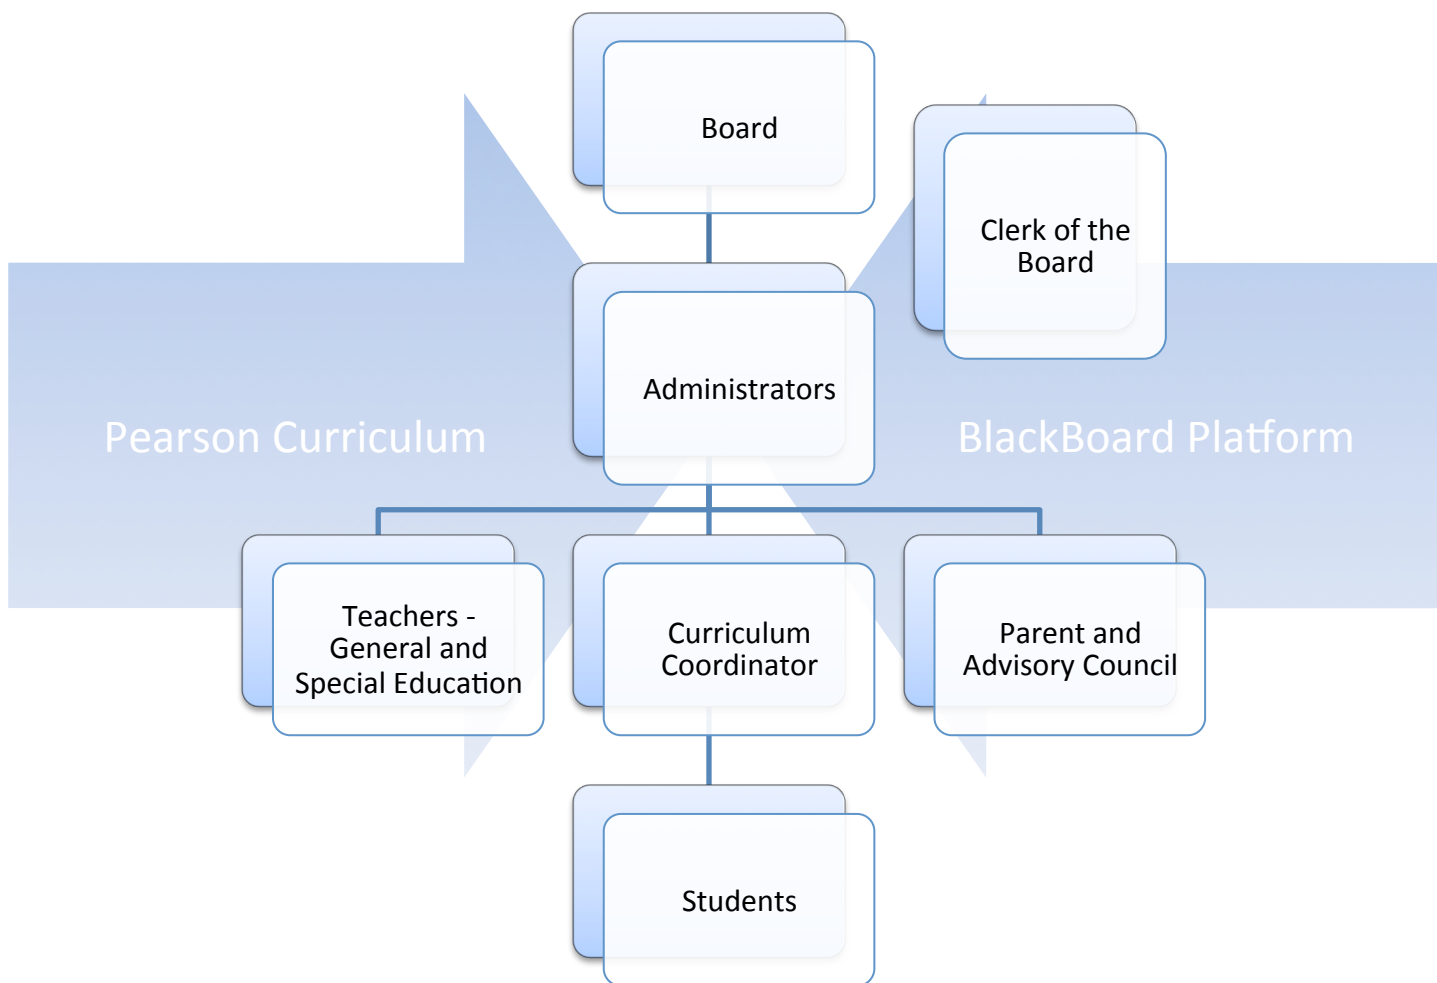 Board
Clerk of the
Board
Administrators
Pearson Curriculum
BlackBoard Platform
Teachers -
General and
Special Education
Curriculum
Coordinator
Parent and
Advisory Council
Students